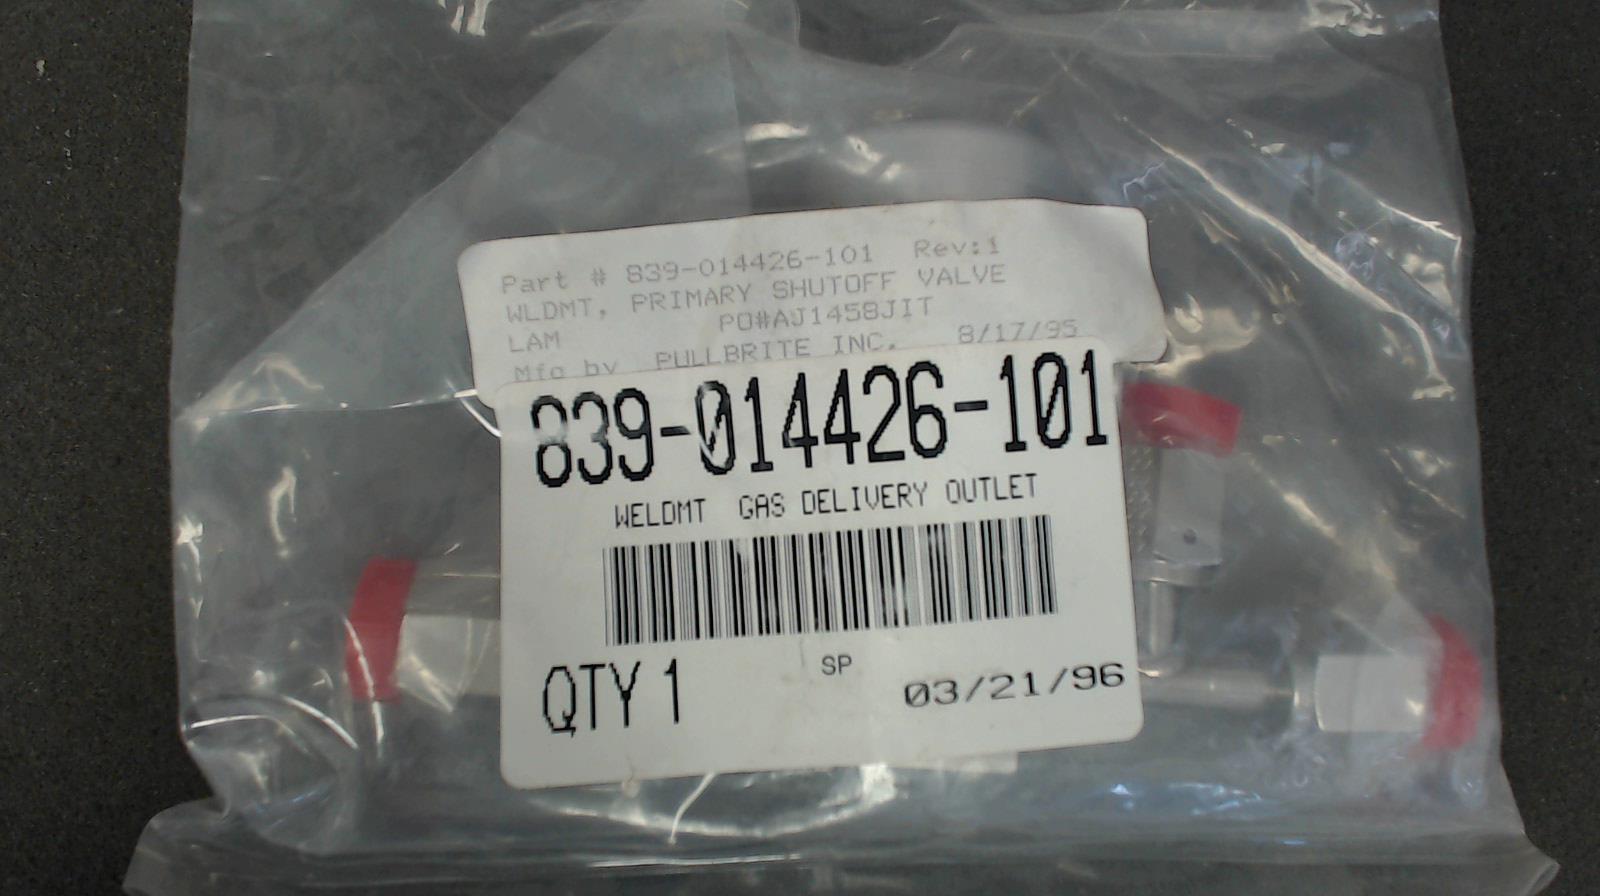 Part # 839-014426-101 Rev:1
WLDMT, PRIMARY SHUTOFF VALVE
LAM PO#AJ1458JIT
Mfg by PULLBRITE INC. 8/17/95
839-014426-101
WELDMT GAS DELIVERY OUTLET
QTY 1 SP 03/21/96